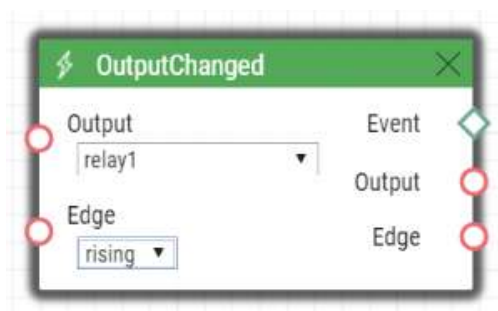 OutputChanged
Output
relay1
Event
Output
Edge
rising
Edge